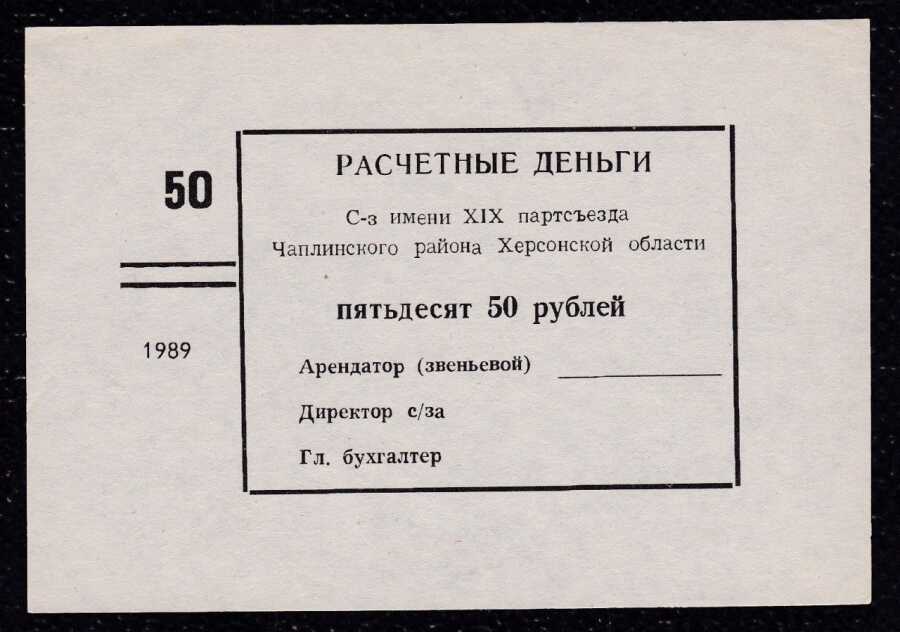 50
1989
РАСЧЕТНЫЕ ДЕНЬГИ
С-з имени XIX партсъезда
Чаплинского района Херсонской области
пятьдесят 50 рублей
Арендатор (звеньевой)
Директор с/за
Гл. бухгалтер